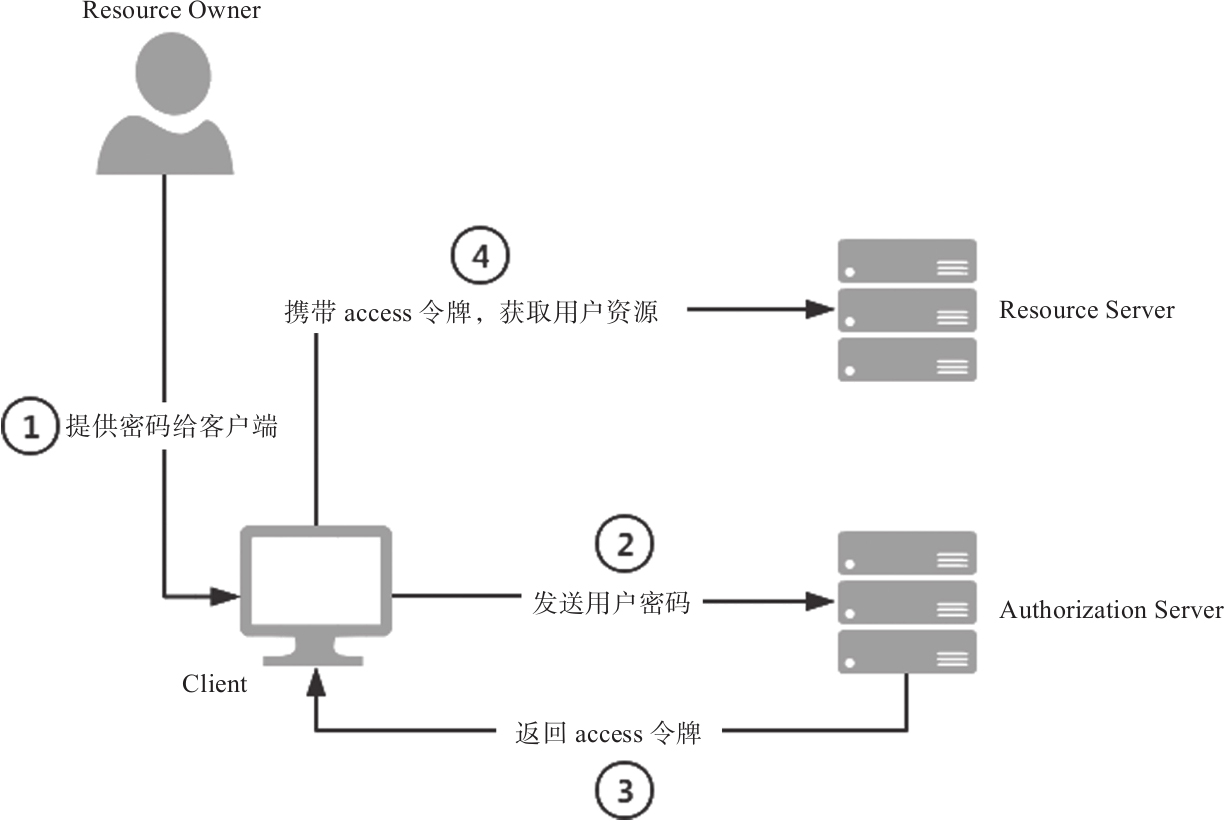 Resource Owner
4
携带 access 令牌，获取用户资源
Resource Server
1
提供密码给客户端
2
发送用户密码
Authorization Server
Client
返回 access 令牌
3